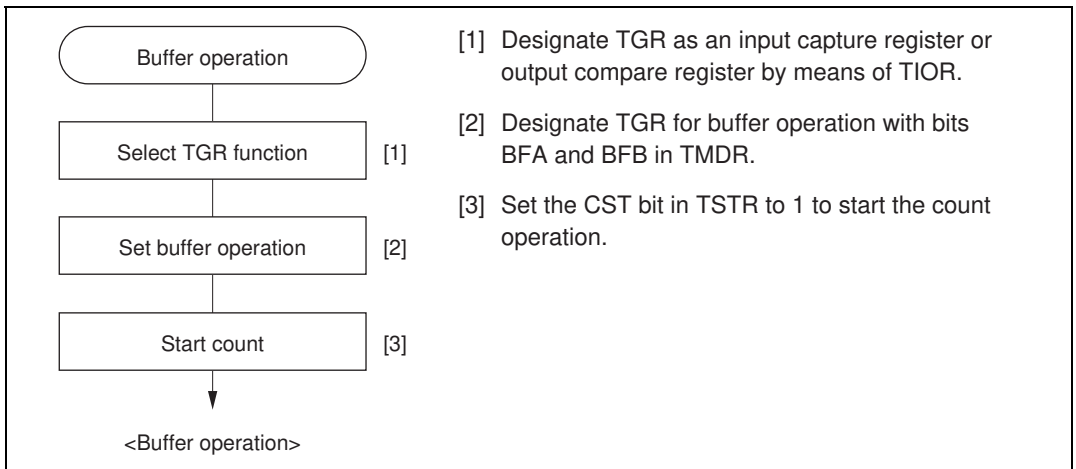 Buffer operation
Select TGR function
[1]
Set buffer operation
[2]
Start count
[3]
<Buffer operation>
[1] Designate TGR as an input capture register or
output compare register by means of TIOR.
[2] Designate TGR for buffer operation with bits
BFA and BFB in TMDR.
[3] Set the CST bit in TSTR to 1 to start the count
operation.